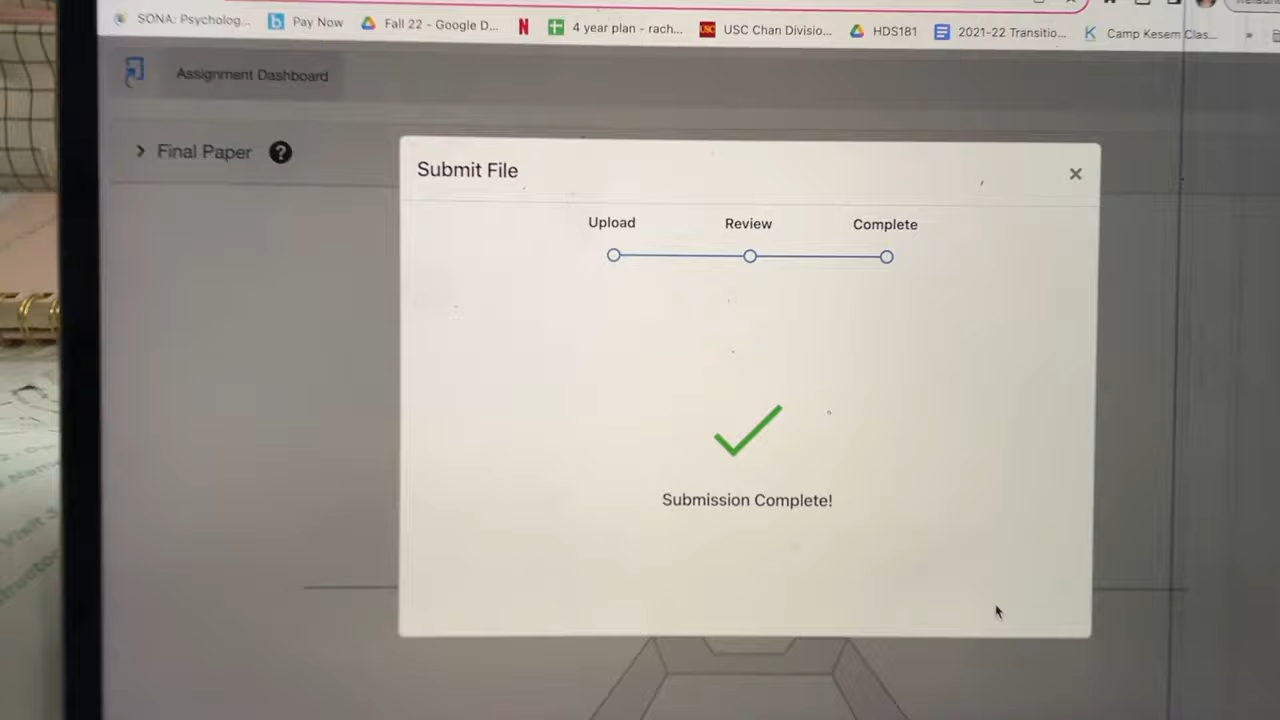 SONA: Psycholog...
Pay Now
Fall 22 - Google D...
4 year plan - rach...
USC Chan Divisio...
HDS181
2021-22 Transitio...
Camp Kesem Clas...
Assignment Dashboard
Final Paper
Submit File
Upload Review Complete
Submission Complete!